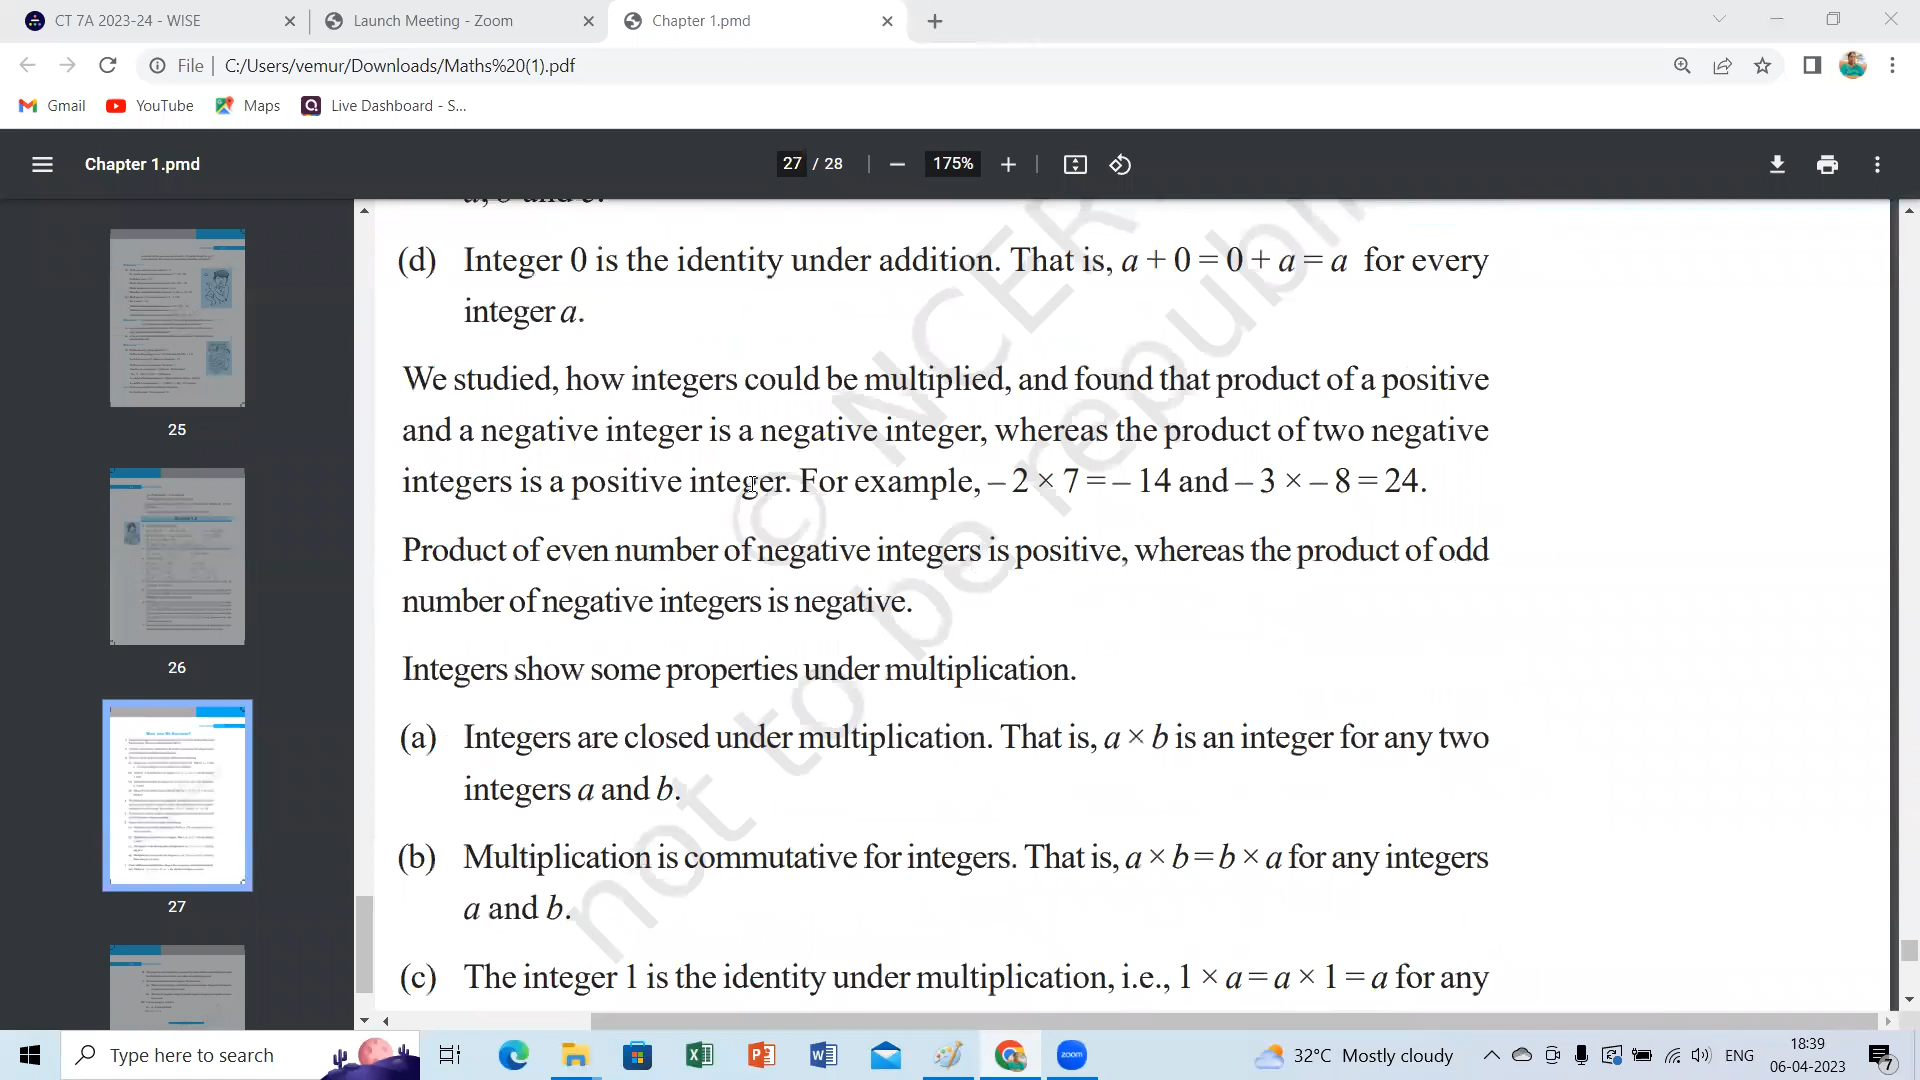 CT 7A 2023-24 - WISE
Launch Meeting - Zoom
Chapter 1.pmd
File
C:/Users/vemur/Downloads/Maths%20(1).pdf
Gmail
YouTube
Maps
Live Dashboard - S...
Chapter 1.pmd
27 / 28
175%
(d) Integer 0 is the identity under addition. That is, a + 0 = 0 + a = a for every
integer a.
We studied, how integers could be multiplied, and found that product of a positive
and a negative integer is a negative integer, whereas the product of two negative
integers is a positive integer. For example, – 2 × 7 = – 14 and – 3 × – 8 = 24.
Product of even number of negative integers is positive, whereas the product of odd
number of negative integers is negative.
Integers show some properties under multiplication.
(a) Integers are closed under multiplication. That is, a × b is an integer for any two
integers a and b.
(b) Multiplication is commutative for integers. That is, a × b = b × a for any integers
a and b.
(c) The integer 1 is the identity under multiplication, i.e., 1 × a = a × 1 = a for any
© NCER
not to be republ
25
26
27
Type here to search
zoom
32°C Mostly cloudy
ENG
18:39
06-04-2023
7